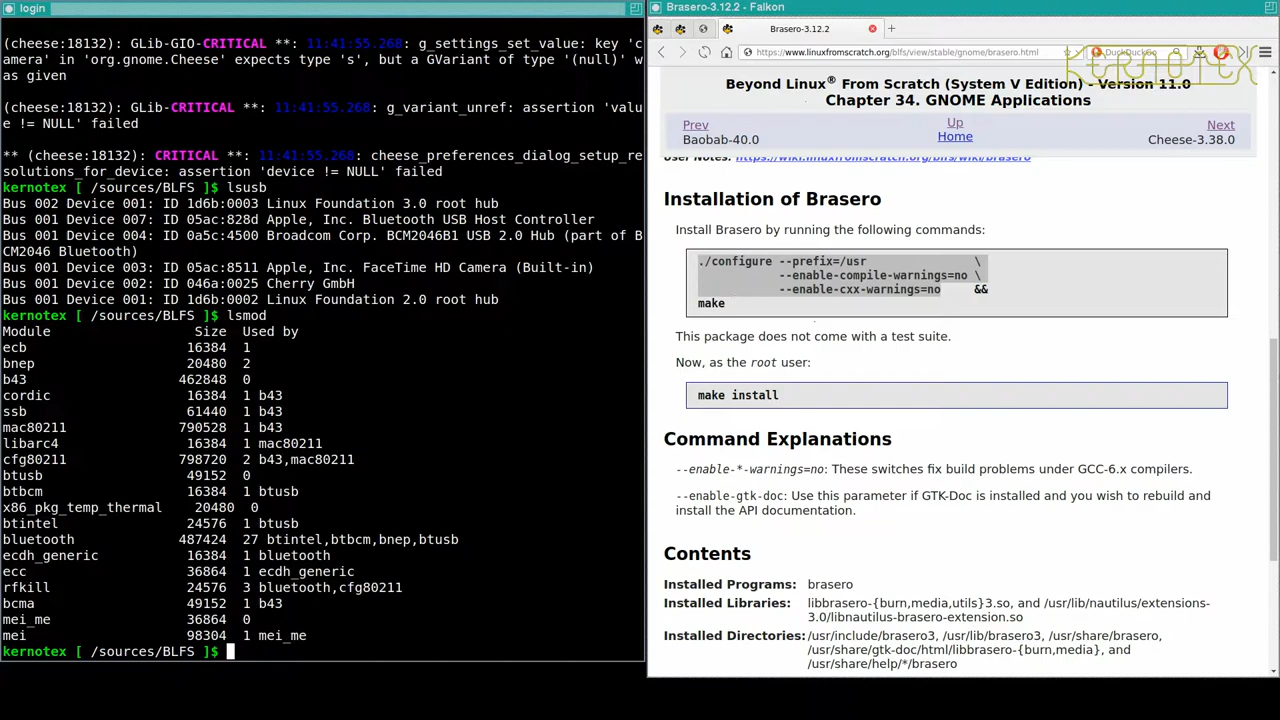 login
(cheese:18132): GLib-GIO-CRITICAL **: 11:41:55.268: g_settings_set_value: key 'c
amera' in 'org.gnome.Cheese' expects type 's', but a GVariant of type '(null)' w
as given
(cheese:18132): GLib-CRITICAL **: 11:41:55.268: g_variant_unref: assertion 'valu
e != NULL' failed
** (cheese:18132): CRITICAL **: 11:41:55.268: cheese_preferences_dialog_setup_re
solutions_for_device: assertion 'device != NULL' failed
kernotex [ /sources/BLFS ]$ lsusb
Bus 002 Device 001: ID 1d6b:0003 Linux Foundation 3.0 root hub
Bus 001 Device 007: ID 05ac:828d Apple, Inc. Bluetooth USB Host Controller
Bus 001 Device 004: ID 0a5c:4500 Broadcom Corp. BCM2046B1 USB 2.0 Hub (part of B
CM2046 Bluetooth)
Bus 001 Device 003: ID 05ac:8511 Apple, Inc. FaceTime HD Camera (Built-in)
Bus 001 Device 002: ID 046a:0025 Cherry GmbH
Bus 001 Device 001: ID 1d6b:0002 Linux Foundation 2.0 root hub
kernotex [ /sources/BLFS ]$ lsmod
Module Size Used by
ecb 16384 1
bnep 20480 2
b43 462848 0
cordic 16384 1 b43
ssb 61440 1 b43
mac80211 790528 1 b43
libarc4 16384 1 mac80211
cfg80211 798720 2 b43,mac80211
btusb 49152 0
btbcm 16384 1 btusb
x86_pkg_temp_thermal 20480 0
btintel 24576 1 btusb
bluetooth 487424 27 btintel,btbcm,bnep,btusb
ecdh_generic 16384 1 bluetooth
ecc 36864 1 ecdh_generic
rfkill 24576 3 bluetooth,cfg80211
bcma 49152 1 b43
mei_me 36864 0
mei 98304 1 mei_me
kernotex [ /sources/BLFS ]$
Brasero-3.12.2 - Falkon
Brasero-3.12.2
https://www.linuxfromscratch.org/blfs/view/stable/gnome/brasero.html
DuckDuckGo
KERNOTEX
Beyond Linux® From Scratch (System V Edition) - Version 11.0
Chapter 34. GNOME Applications
Prev Up Next
Baobab-40.0 Home Cheese-3.38.0
User Notes: https://wiki.linuxfromscratch.org/blfs/wiki/brasero
Installation of Brasero
Install Brasero by running the following commands:
./configure --prefix=/usr \
--enable-compile-warnings=no \
--enable-cxx-warnings=no &&
make
This package does not come with a test suite.
Now, as the root user:
make install
Command Explanations
--enable-*-warnings=no: These switches fix build problems under GCC-6.x compilers.
--enable-gtk-doc: Use this parameter if GTK-Doc is installed and you wish to rebuild and
install the API documentation.
Contents
Installed Programs: brasero
Installed Libraries: libbrasero-{burn,media,utils}3.so, and /usr/lib/nautilus/extensions-
3.0/libnautilus-brasero-extension.so
Installed Directories: /usr/include/brasero3, /usr/lib/brasero3, /usr/share/brasero,
/usr/share/gtk-doc/html/libbrasero-{burn,media}, and
/usr/share/help/*/brasero